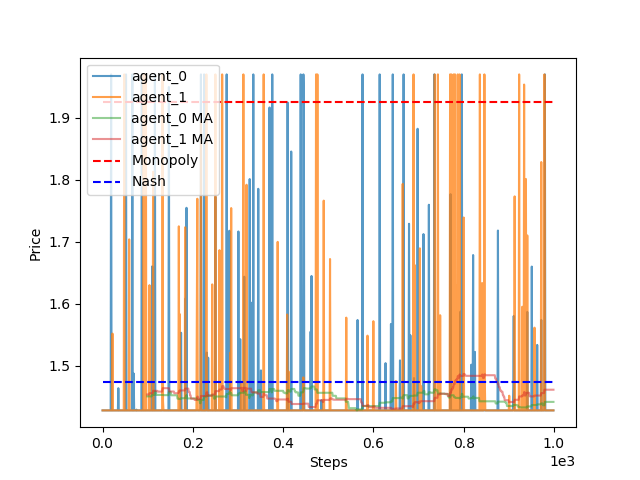 agent_0
agent_1
agent_0 MA
agent_1 MA
Monopoly
Nash
Price
1.9
1.8
1.7
1.6
1.5
0.0 0.2 0.4 0.6 0.8 1.0
Steps
1e3